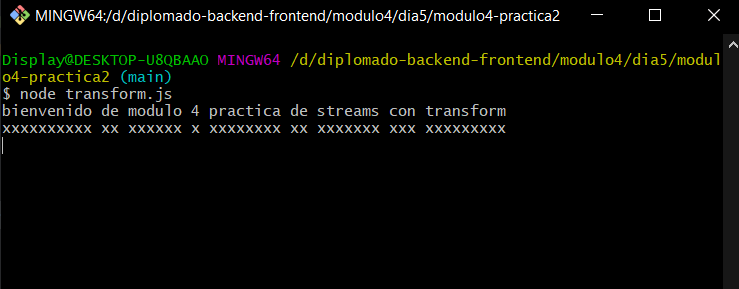 MINGW64:/d/diplomado-backend-frontend/modulo4/dia5/modulo4-practica2
Display@DESKTOP-U8QBAAO MINGW64 /d/diplomado-backend-frontend/modulo4/dia5/modul
o4-practica2 (main)
$ node transform.js
bienvenido de modulo 4 practica de streams con transform
xxxxxxxxxx xx xxxxxx x xxxxxxxx xx xxxxxxx xxx xxxxxxxxx